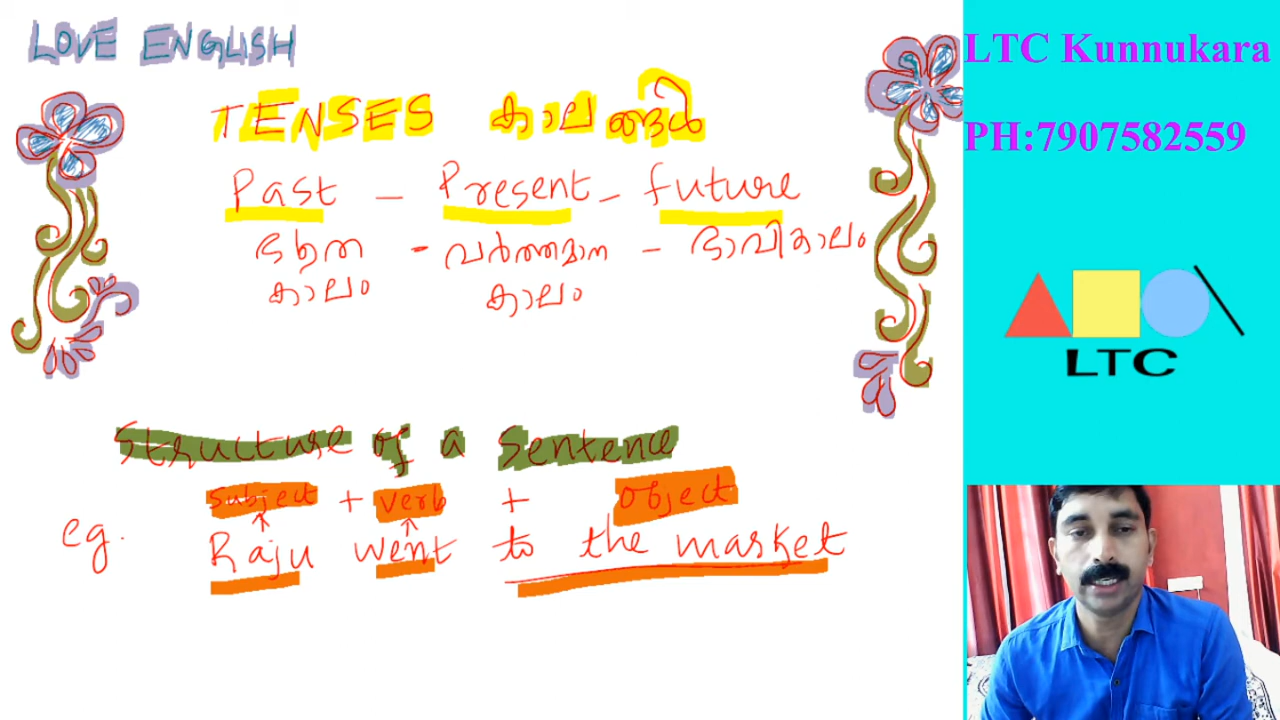 LOVE ENGLISH
TENSES കാലങ്ങൾ
Past - Present - future
ഭൂത - വർത്തമാന - ഭാവികാലം
കാലം കാലം
Structure of a Sentence
Subject + verb + Object
eg. Raju went to the market
LTC Kunnukara
PH:7907582559
LTC